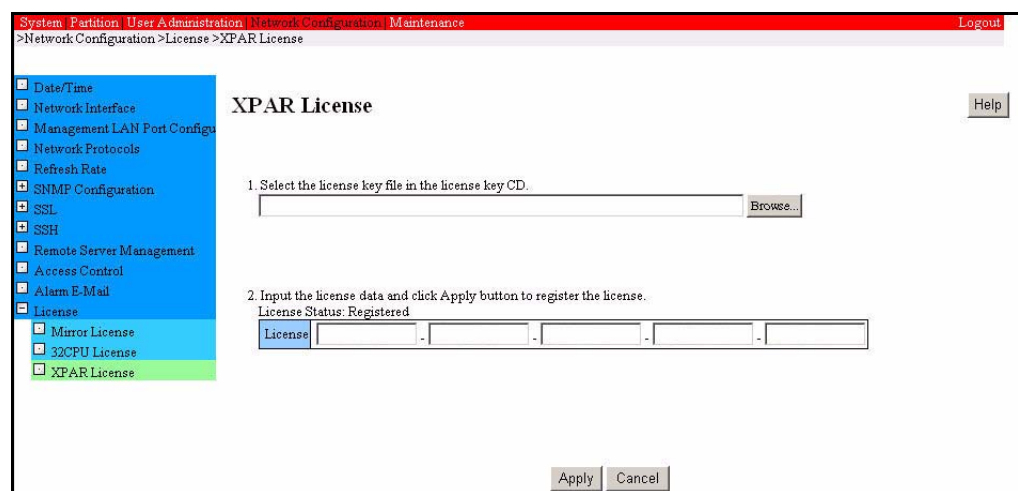 System | Partition | User Administration | Network Configuration | Maintenance Logout
>Network Configuration >License >XPAR License
Date/Time
Network Interface
Management LAN Port Configu
Network Protocols
Refresh Rate
SNMP Configuration
SSL
SSH
Remote Server Management
Access Control
Alarm E-Mail
License
Mirror License
32CPU License
XPAR License
XPAR License
Help
1. Select the license key file in the license key CD.
Browse...
2. Input the license data and click Apply button to register the license.
License Status: Registered
License - - - -
Apply Cancel